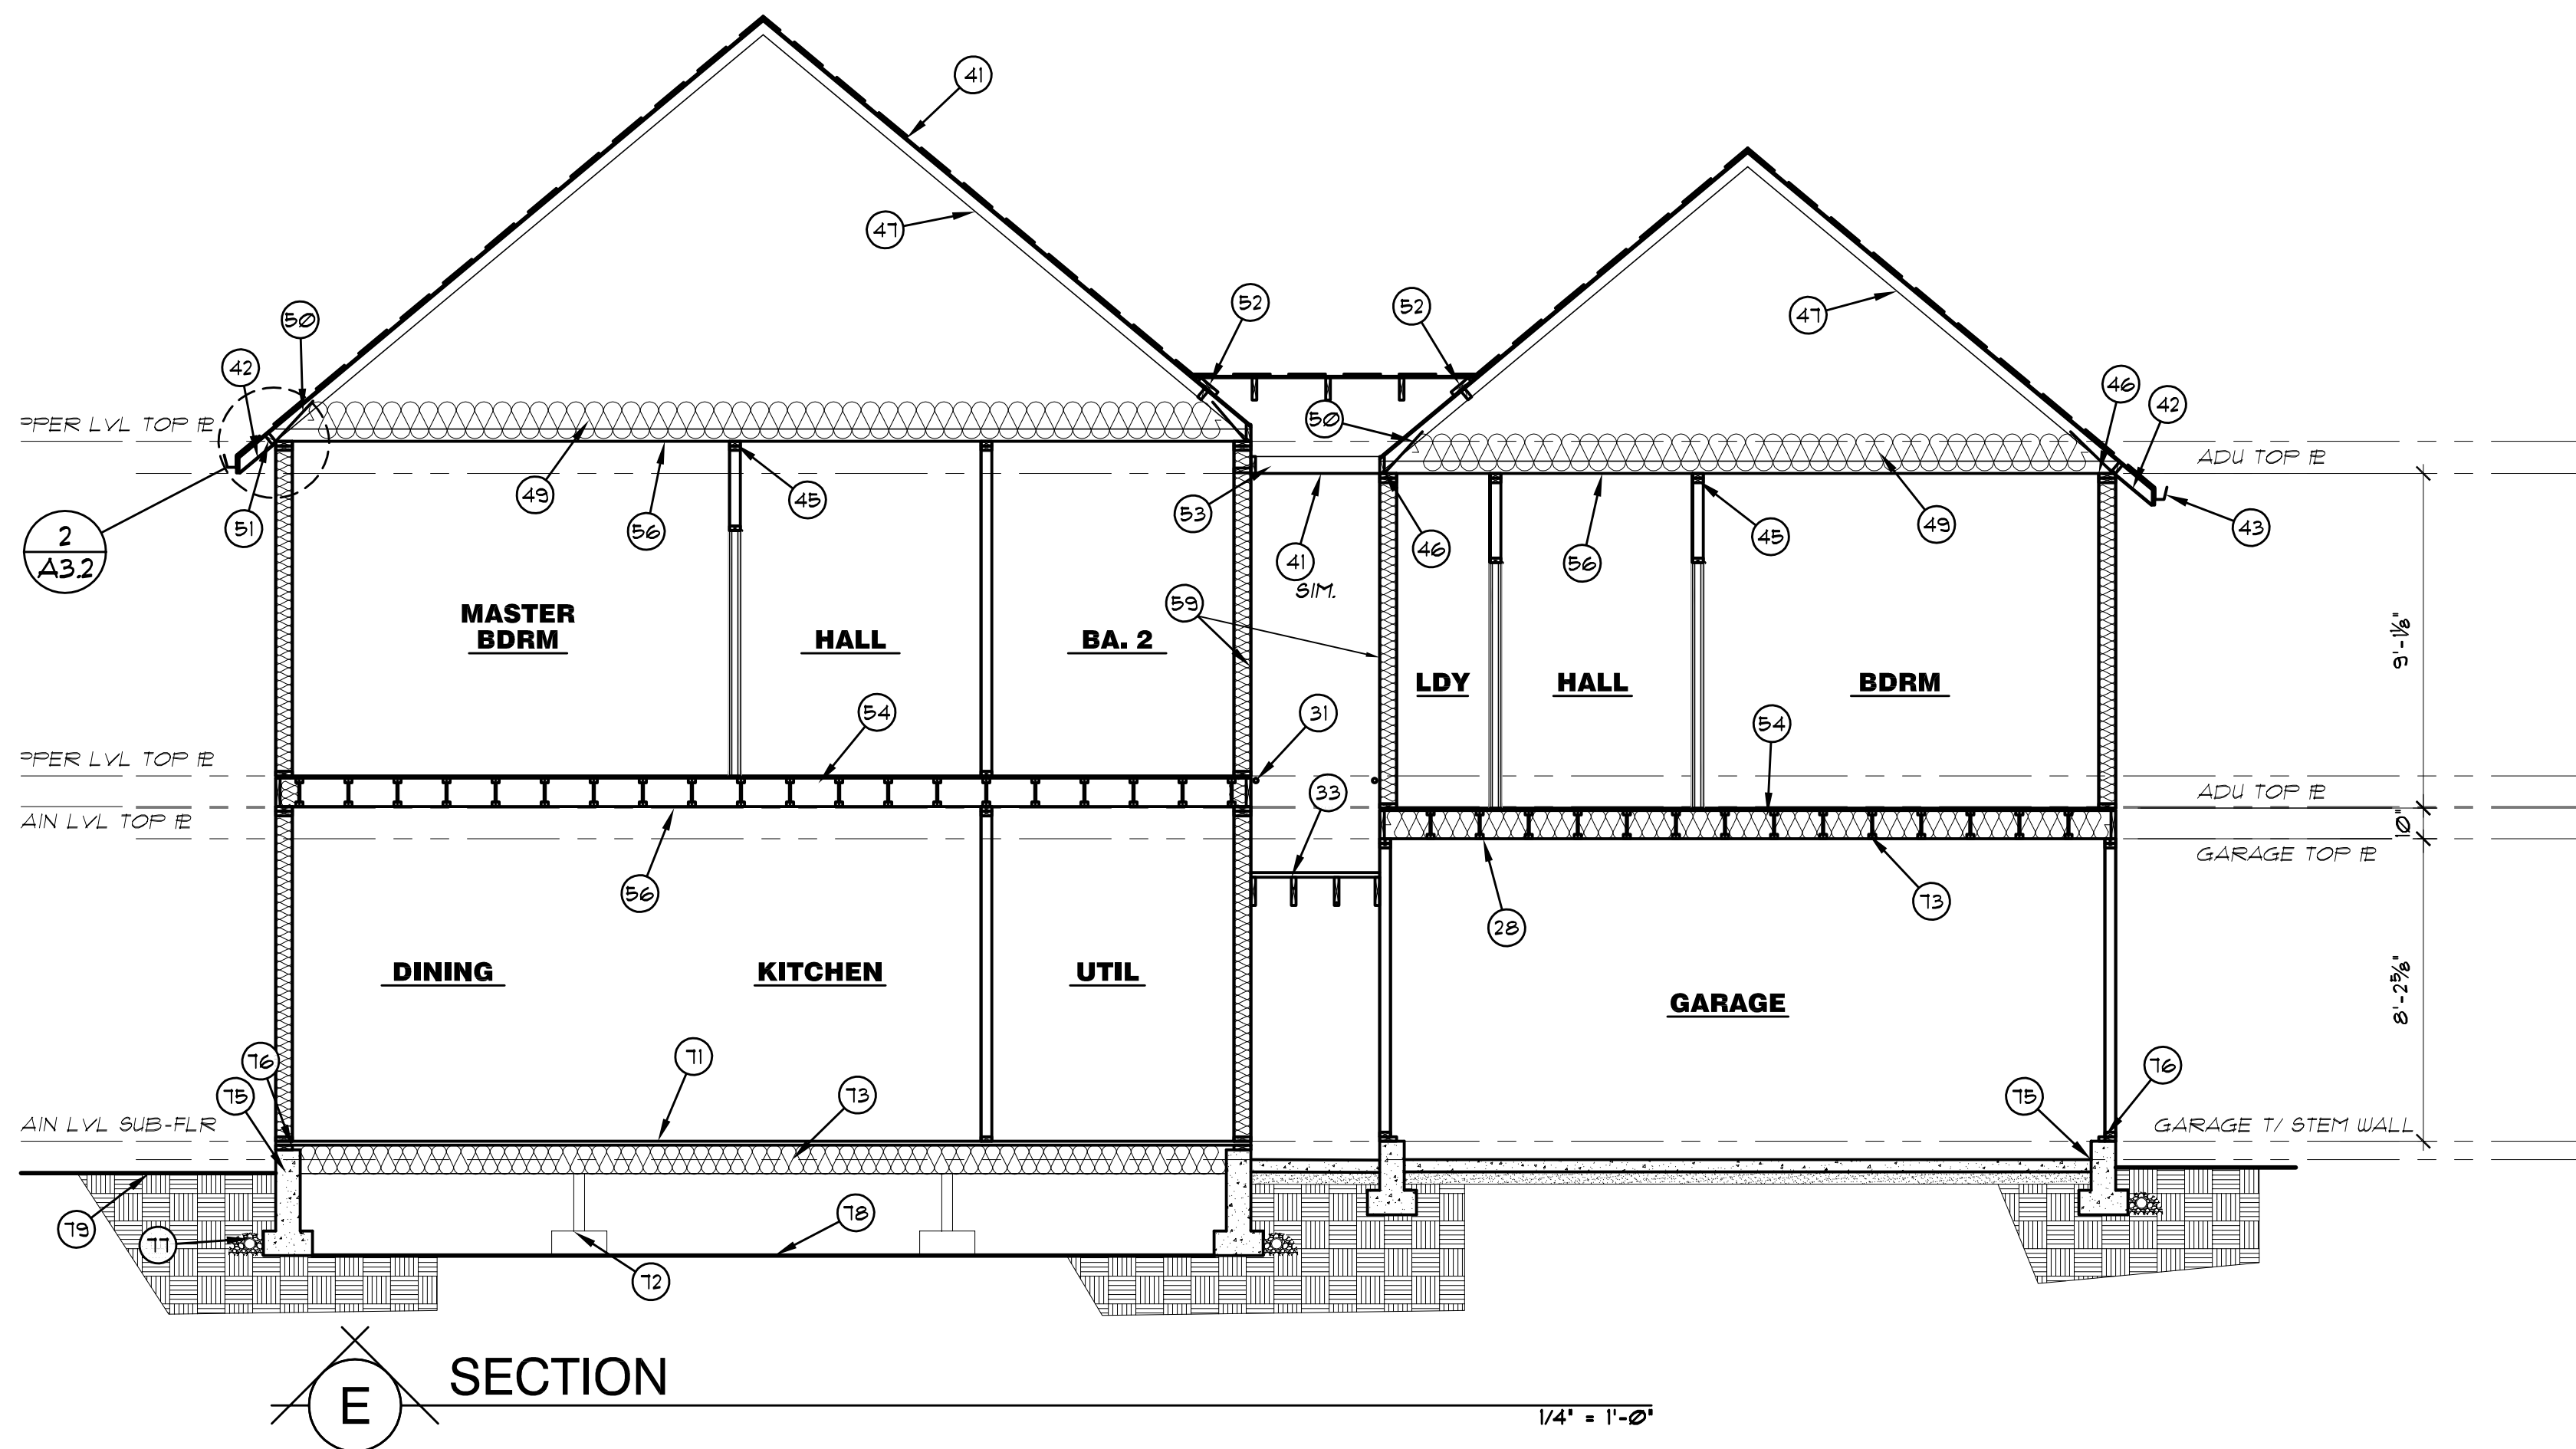 41
47
52
52
47
50
42
46
42
50
PPER LVL TOP PL
ADU TOP PL
49
45
53
41
SIM.
46
56
45
49
43
51
56
2
A3.2
59
MASTER
BDRM
HALL
BA. 2
LDY
HALL
BDRM
9'-1⅛"
54
31
54
PPER LVL TOP PL
33
ADU TOP PL
AIN LVL TOP PL
10"
GARAGE TOP PL
56
28
73
DINING
KITCHEN
UTIL
GARAGE
8'-2⅝"
76
71
73
75
75
76
AIN LVL SUB-FLR
GARAGE T/ STEM WALL
79
77
78
72
E
SECTION
1/4" = 1'-0"